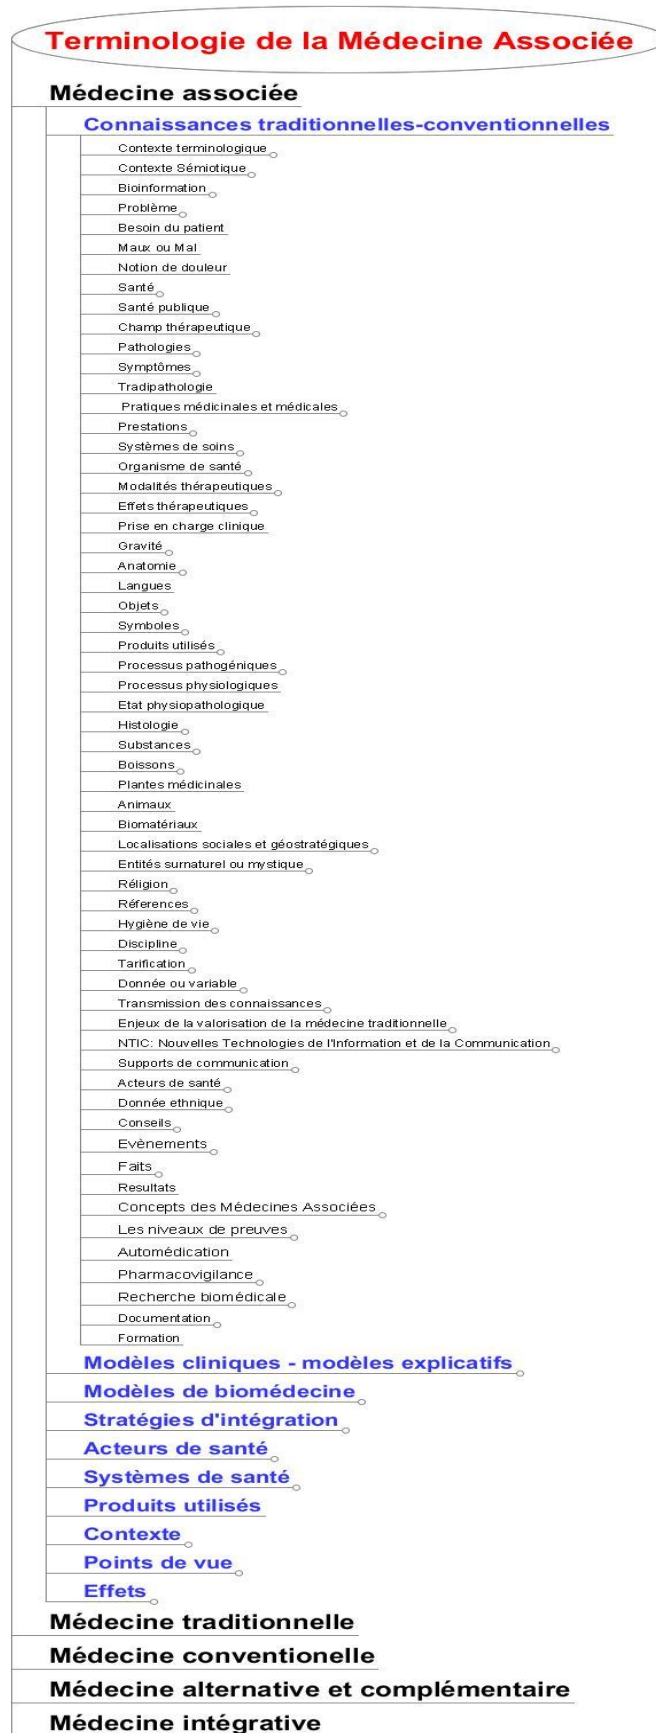 Terminologie de la Médecine Associée
Médecine associée
Connaissances traditionnelles-conventionnelles
Contexte terminologique
Contexte Sémiotique
Bioinformation
Problème
Besoin du patient
Maux ou Mal
Notion de douleur
Santé
Santé publique
Champ thérapeutique
Pathologies
Symptômes
Tradipathologie
Pratiques médicinales et médicales
Prestations
Systèmes de soins
Organisme de santé
Modalités thérapeutiques
Effets thérapeutiques
Prise en charge clinique
Gravité
Anatomie
Langues
Objets
Symboles
Produits utilisés
Processus pathogéniques
Processus physiologiques
Etat physiopathologique
Histologie
Substances
Boissons
Plantes médicinales
Animaux
Biomatériaux
Localisations sociales et géostratégiques
Entités surnaturel ou mystique
Réligion
Réferences
Hygiène de vie
Discipline
Tarification
Donnée ou variable
Transmission des connaissances
Enjeux de la valorisation de la médecine traditionnelle
NTIC: Nouvelles Technologies de l'Information et de la Communication
Supports de communication
Acteurs de santé
Donnée ethnique
Conseils
Evènements
Faits
Resultats
Concepts des Médecines Associées
Les niveaux de preuves
Automédication
Pharmacovigilance
Recherche biomédicale
Documentation
Formation
Modèles cliniques - modèles explicatifs
Modèles de biomédecine
Stratégies d'intégration
Acteurs de santé
Systèmes de santé
Produits utilisés
Contexte
Points de vue
Effets
Médecine traditionnelle
Médecine conventionelle
Médecine alternative et complémentaire
Médecine intégrative